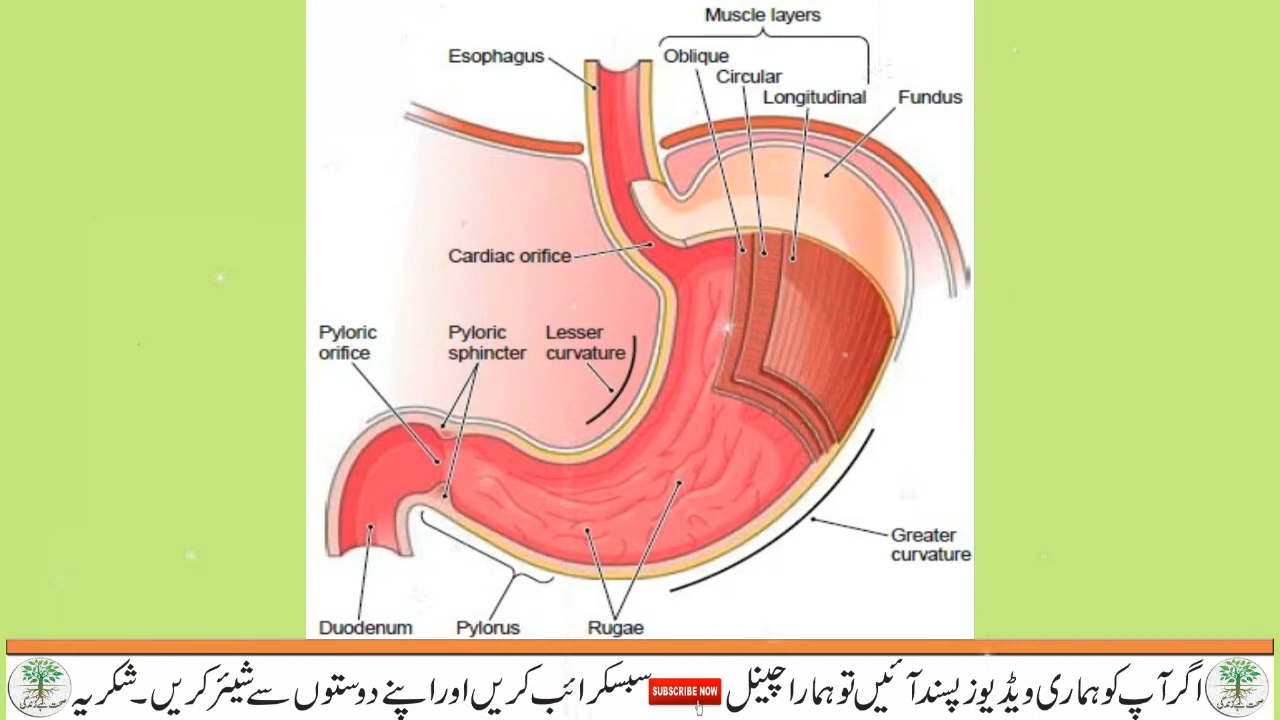 Muscle layers
Esophagus
Oblique
Circular
Longitudinal
Fundus
Cardiac orifice
Pyloric
orifice
Pyloric
sphincter
Lesser
curvature
Greater
curvature
Duodenum
Pylorus
Rugae
اگر آپ کو ہماری ویڈیوز پسند آئیں تو ہمارا چینل SUBSCRIBE NOW سبسکرائب کریں اور اپنے دوستوں سے شیئر کریں۔ شکریہ